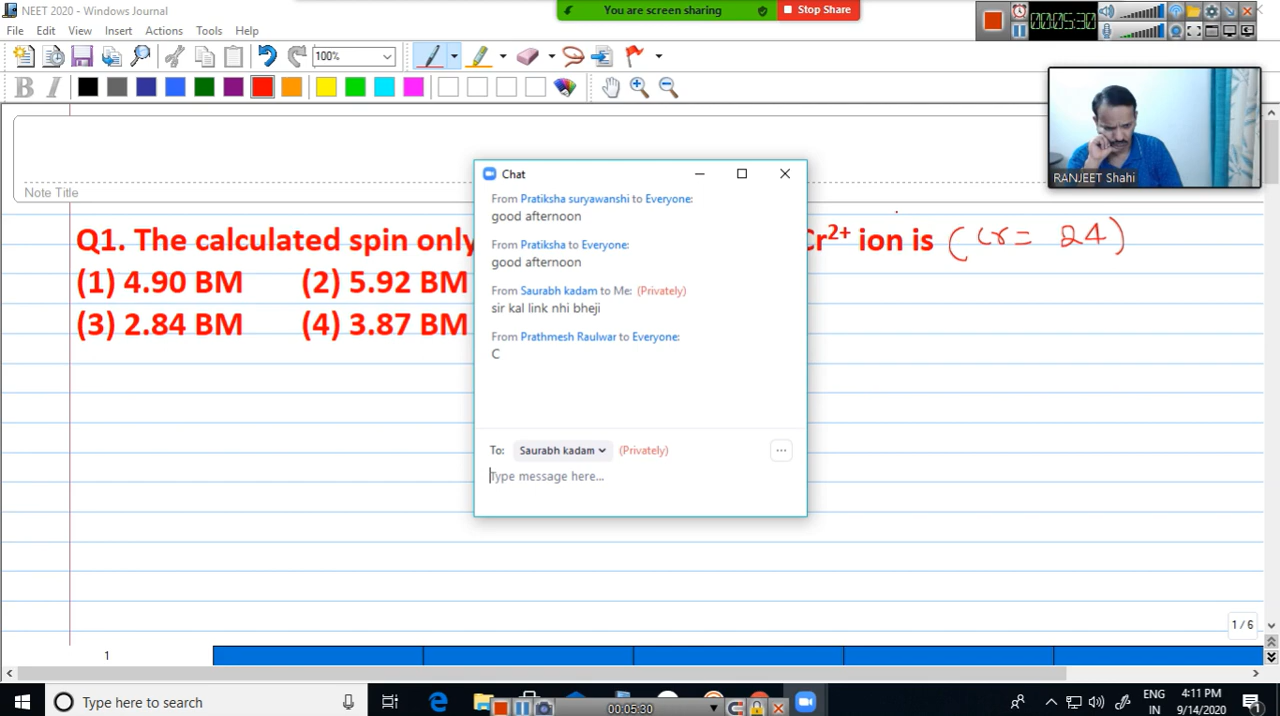 NEET 2020 - Windows Journal
You are screen sharing
Stop Share
00:05:30
File Edit View Insert Actions Tools Help
100%
B I
RANJEET Shahi
Note Title
Chat
From Pratiksha suryawanshi to Everyone:
good afternoon
From Pratiksha to Everyone:
good afternoon
From Saurabh kadam to Me: (Privately)
sir kal link nhi bheji
From Prathmesh Raulwar to Everyone:
C
To: Saurabh kadam (Privately)
Type message here...
Q1. The calculated spin only Cr²⁺ ion is (Cr = 24)
(1) 4.90 BM (2) 5.92 BM
(3) 2.84 BM (4) 3.87 BM
1 / 6
1
Type here to search
00:05:30
ENG
IN
4:11 PM
9/14/2020
1